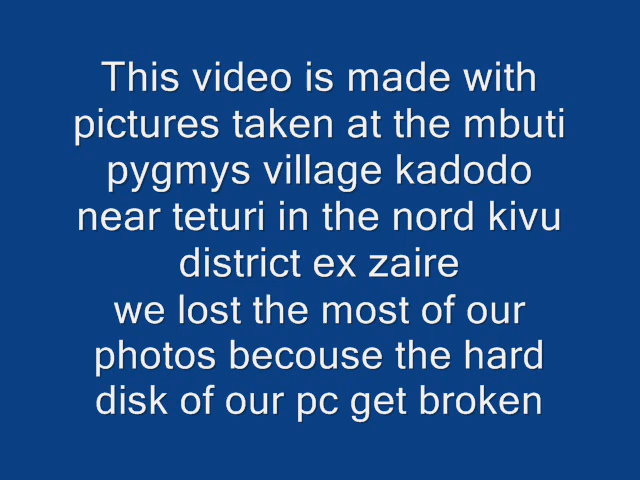 This video is made with
pictures taken at the mbuti
pygmys village kadodo
near teturi in the nord kivu
district ex zaire
we lost the most of our
photos becouse the hard
disk of our pc get broken